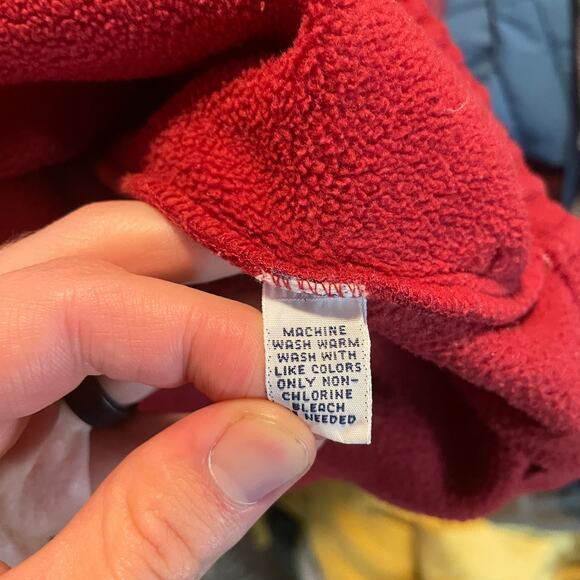 MACHINE
WASH WARM
WASH WITH
LIKE COLORS
ONLY NON-
CHLORINE
BLEACH
NEEDED